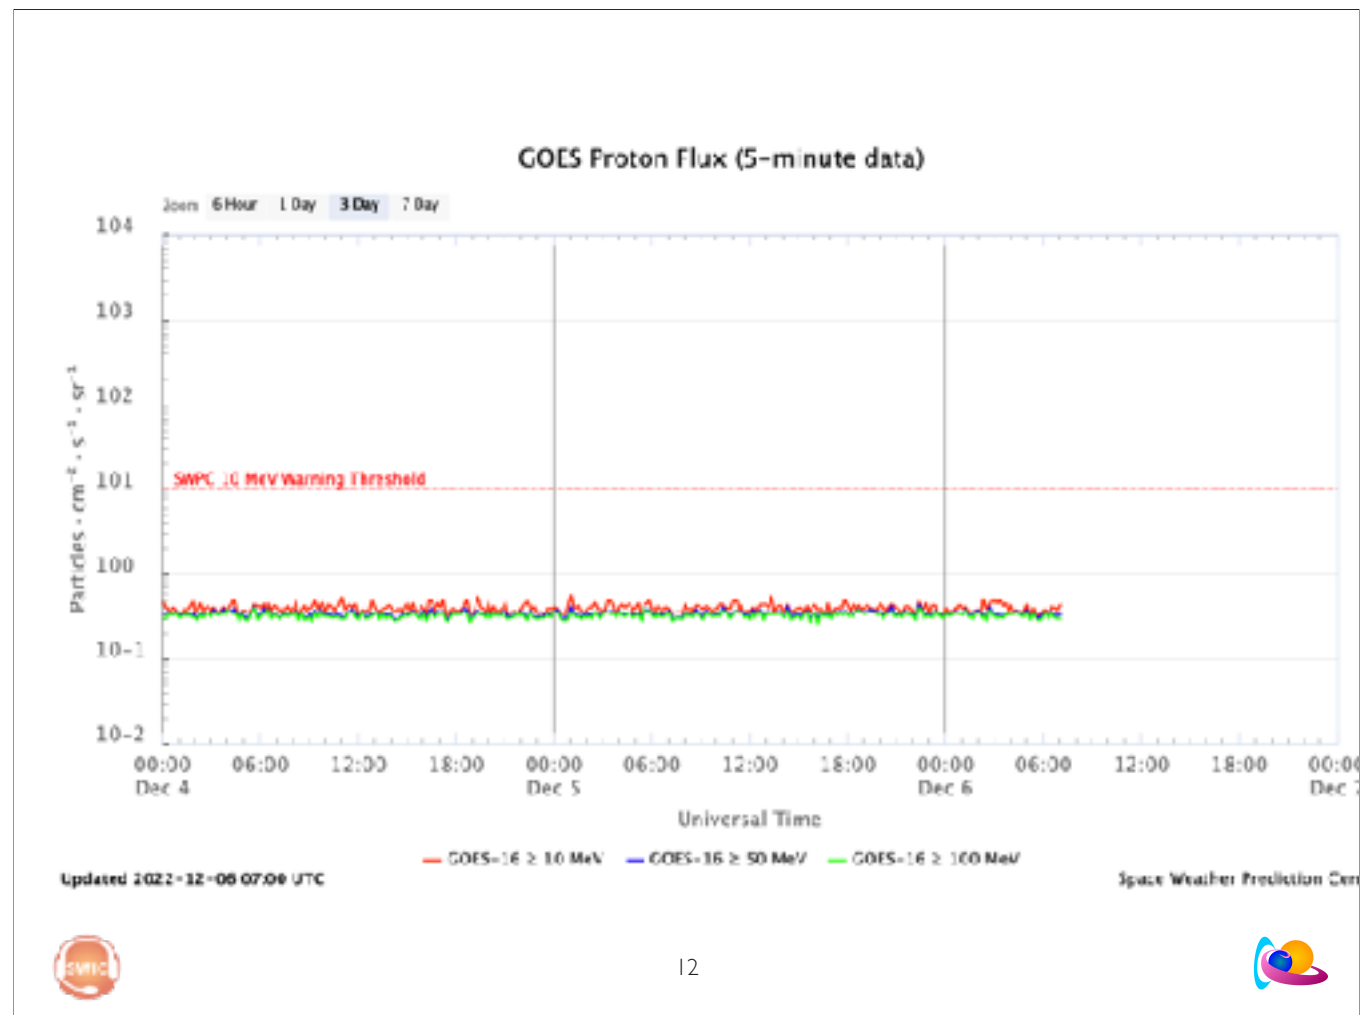 GOES Proton Flux (5-minute data)
Zoom 6 Hour 1 Day 3 Day 7 Day
104
103
102
101
100
10-1
10-2
Particles · cm⁻² · s⁻¹ · sr⁻¹
SWPC 10 MeV Warning Threshold
00:00 06:00 12:00 18:00 00:00 06:00 12:00 18:00 00:00 06:00 12:00 18:00
Dec 4 Dec 5 Dec 6 Dec
Universal Time
GOES-16 ≥ 10 MeV GOES-16 ≥ 50 MeV GOES-16 ≥ 100 MeV
Updated 2022-12-06 07:09 UTC
Space Weather Prediction Cen
12